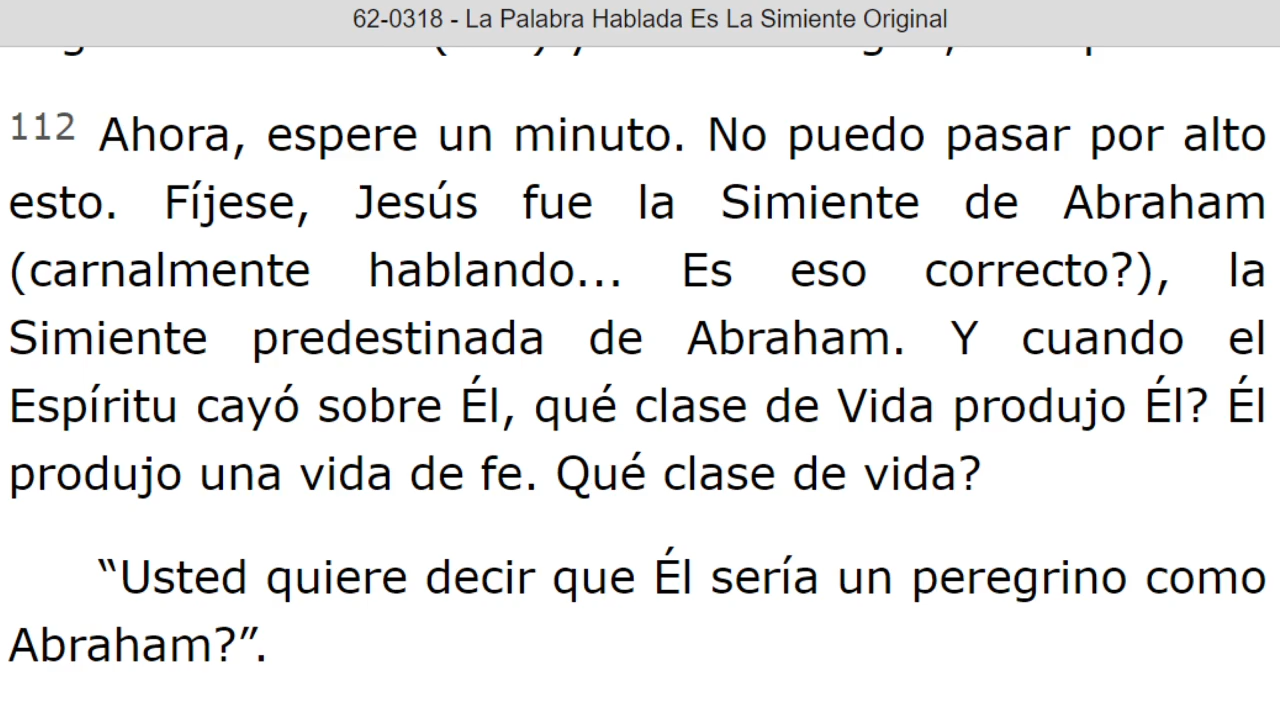 62-0318 - La Palabra Hablada Es La Simiente Original
112 Ahora, espere un minuto. No puedo pasar por alto
esto. Fíjese, Jesús fue la Simiente de Abraham
(carnalmente hablando... Es eso correcto?), la
Simiente predestinada de Abraham. Y cuando el
Espíritu cayó sobre Él, qué clase de Vida produjo Él? Él
produjo una vida de fe. Qué clase de vida?
“Usted quiere decir que Él sería un peregrino como
Abraham?”.